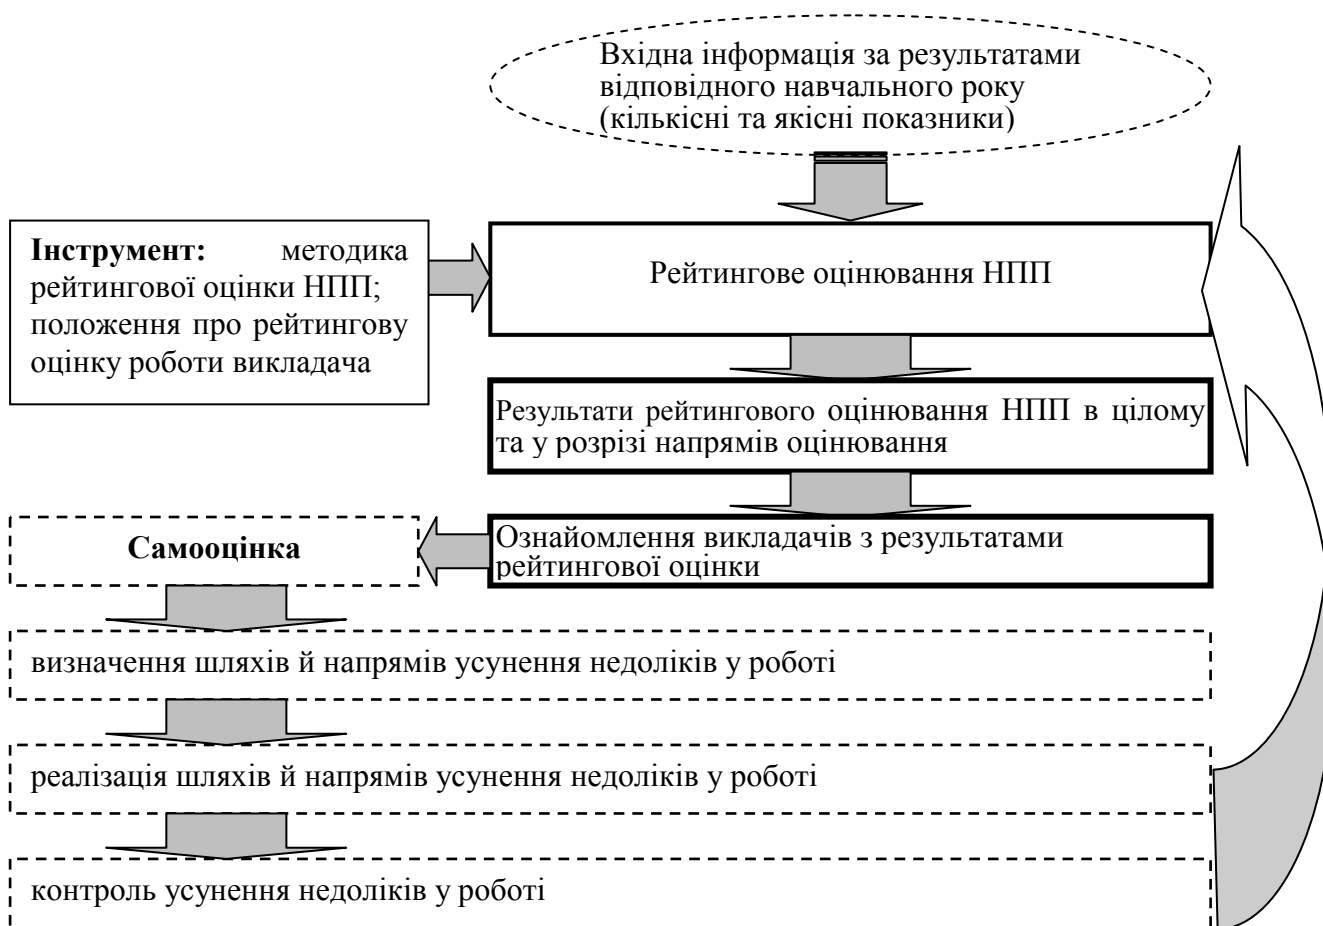 Вхідна інформація за результатами
відповідного навчального року
(кількісні та якісні показники)
Інструмент: методика
рейтингової оцінки НПП;
положення про рейтингову
оцінку роботи викладача
Рейтингове оцінювання НПП
Результати рейтингового оцінювання НПП в цілому
та у розрізі напрямів оцінювання
Ознайомлення викладачів з результатами
рейтингової оцінки
Самооцінка
визначення шляхів й напрямів усунення недоліків у роботі
реалізація шляхів й напрямів усунення недоліків у роботі
контроль усунення недоліків у роботі